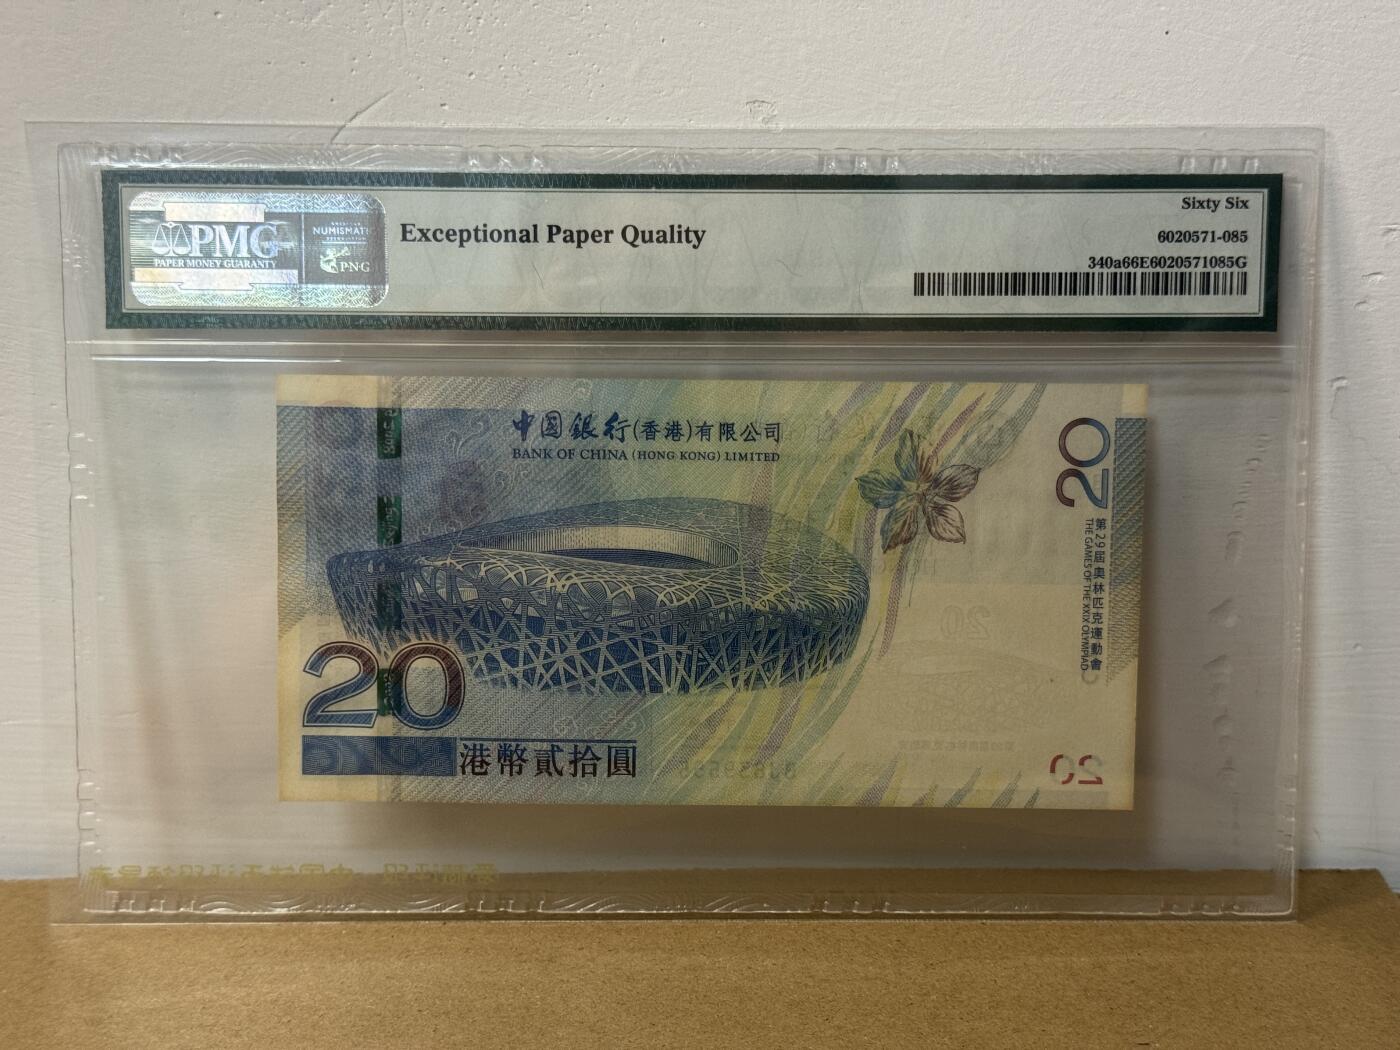 PMG
PAPER MONEY GUARANTY
NUMISMATIC
PNG
Exceptional Paper Quality
Sixty Six
6020571-085
340a66E6020571085G
中国銀行(香港)有限公司
BANK OF CHINA (HONG KONG) LIMITED
20
第29屆奧林匹克運動會
THE GAMES OF THE XXIX OLYMPIAD
20
港幣貳拾圓
20